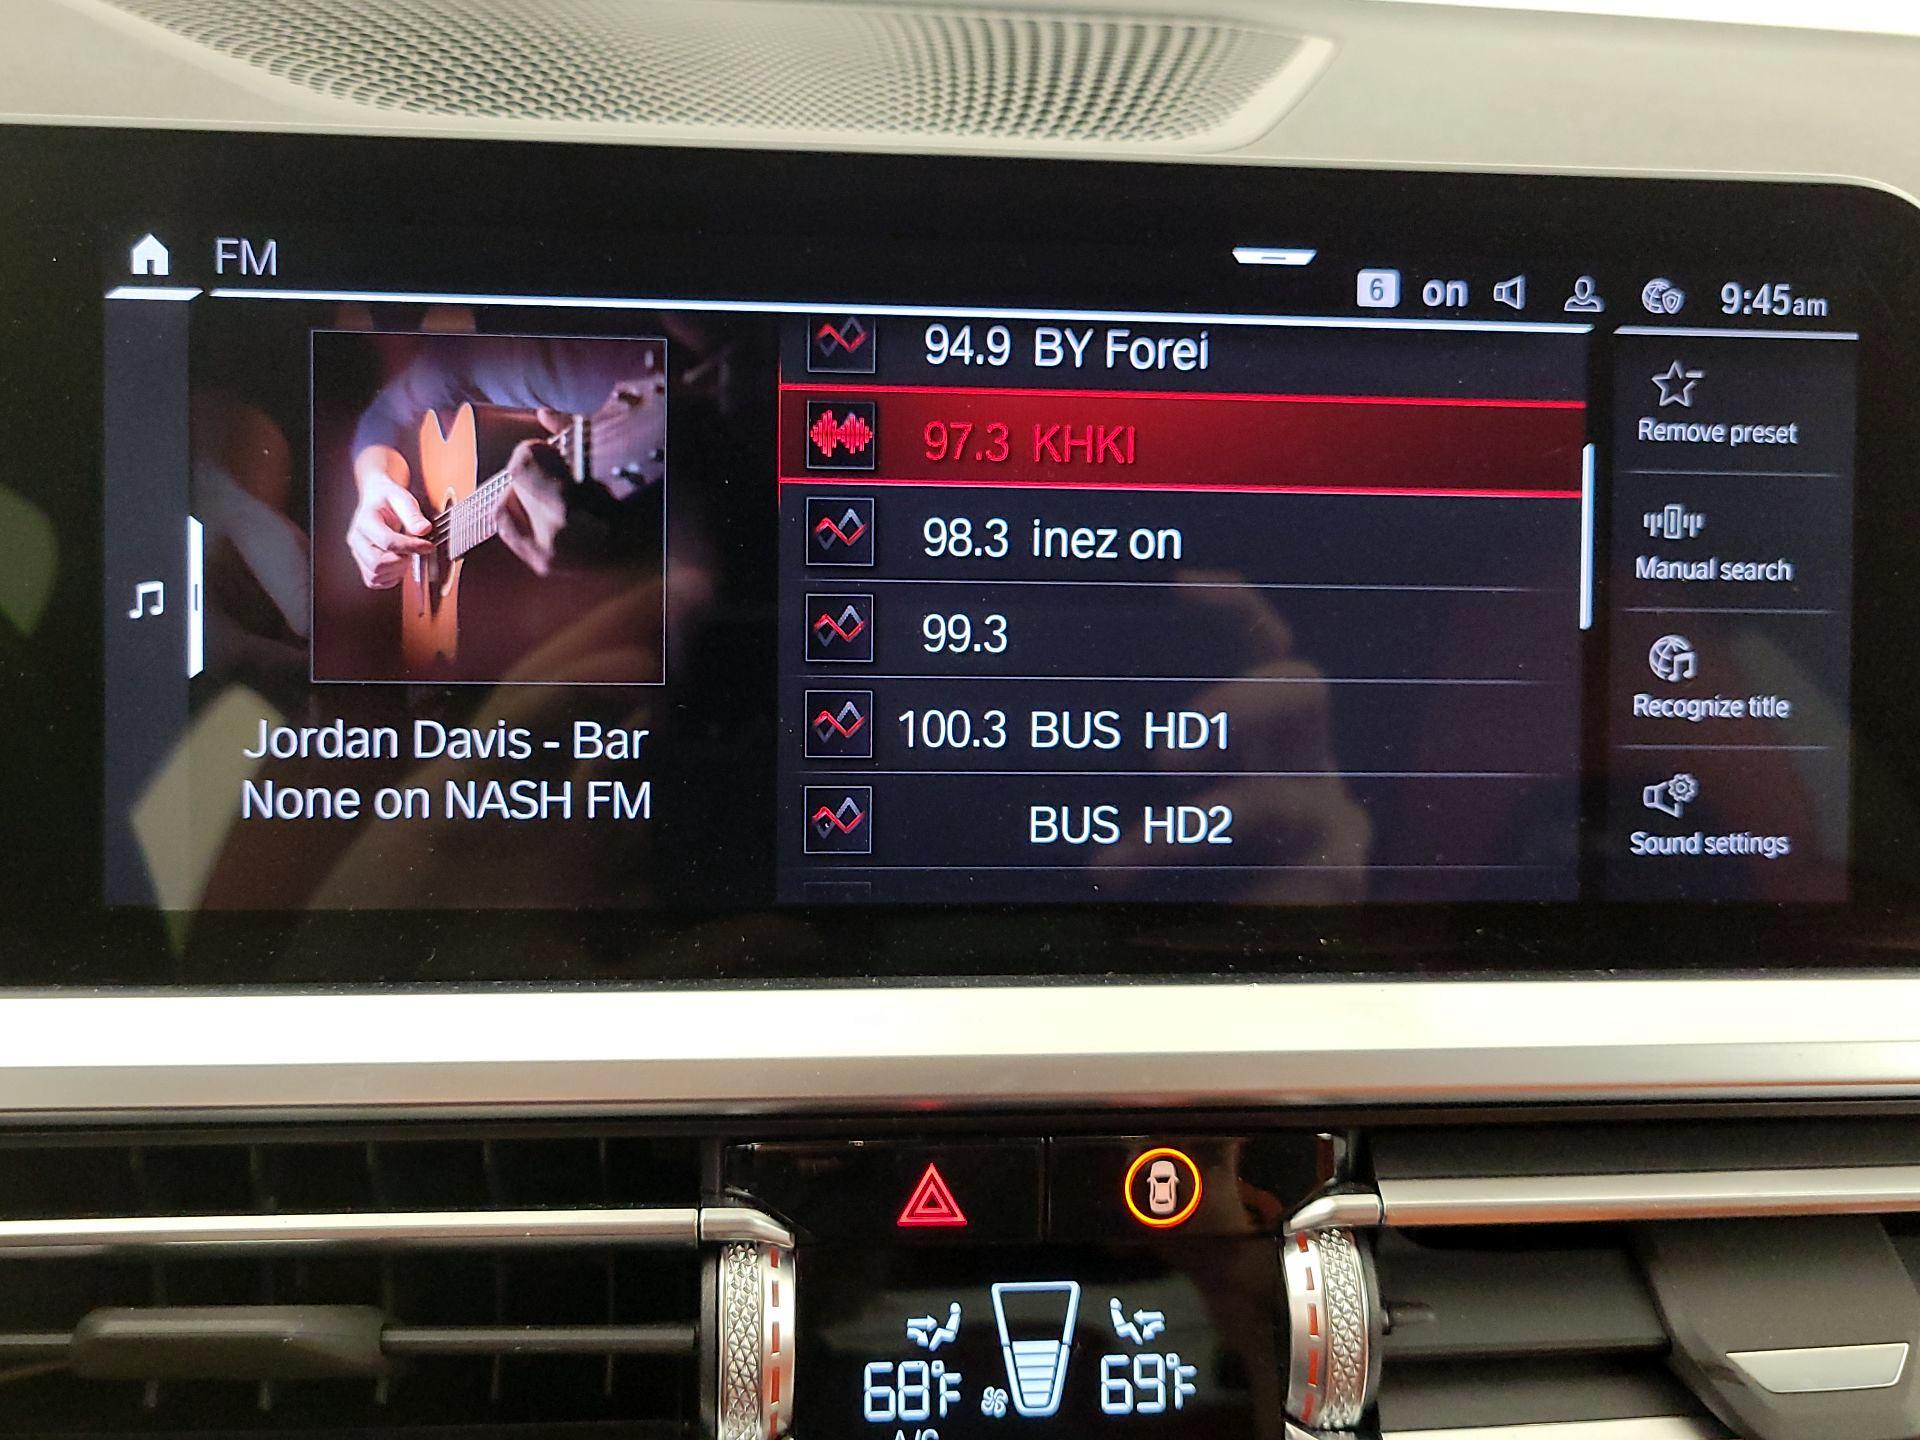 FM
6 on 9:45am
94.9 BY Forei
97.3 KHKI
98.3 inez on
99.3
100.3 BUS HD1
BUS HD2
Jordan Davis - Bar
None on NASH FM
Remove preset
Manual search
Recognize title
Sound settings
68°F
69°F
A/C